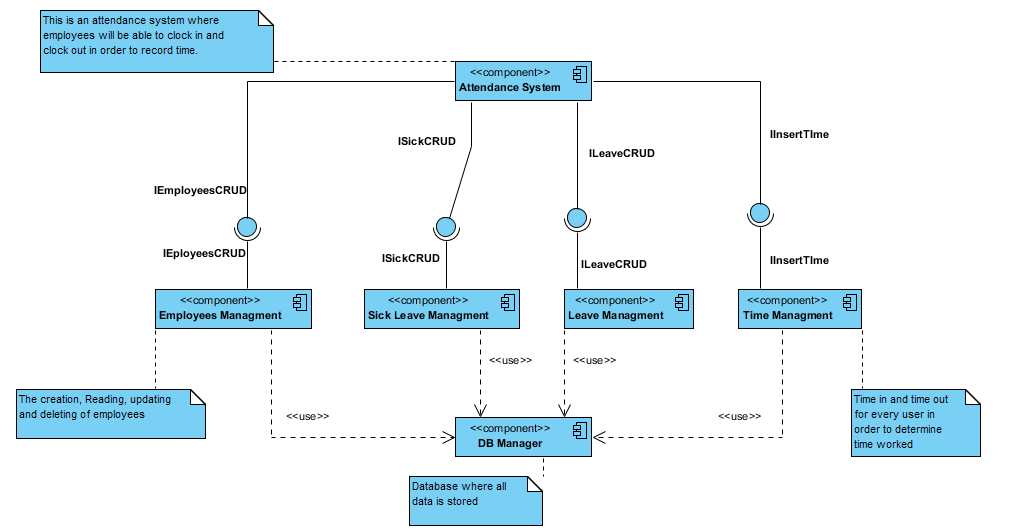 This is an attendance system where
employees will be able to clock in and
clock out in order to record time.
<<component>>
Attendance System
ISickCRUD
ILeaveCRUD
IInsertTIme
IEmployeesCRUD
IEployeesCRUD
ISickCRUD
ILeaveCRUD
IInsertTIme
<<component>>
Employees Managment
<<component>>
Sick Leave Managment
<<component>>
Leave Managment
<<component>>
Time Managment
<<use>>
<<use>>
The creation, Reading, updating
and deleting of employees
<<use>>
<<use>>
Time in and time out
for every user in
order to determine
time worked
<<component>>
DB Manager
Database where all
data is stored